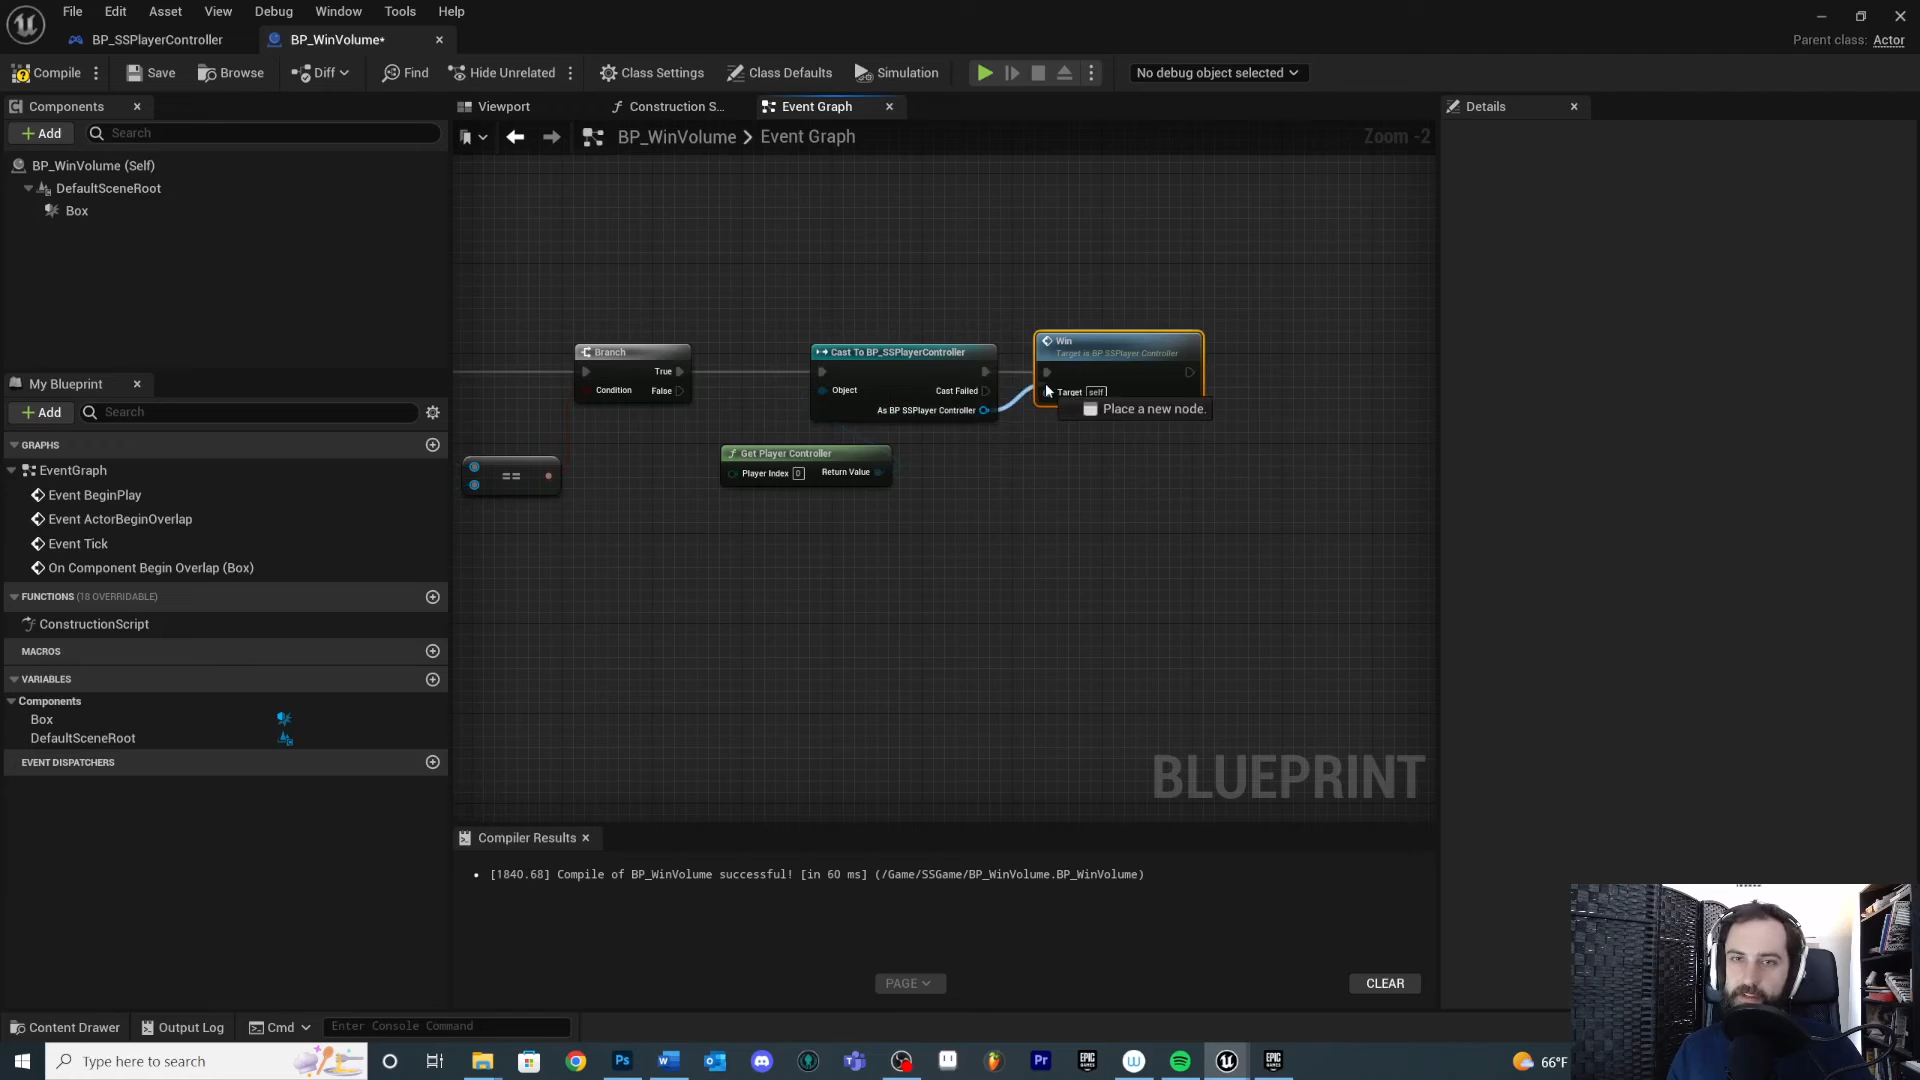 File Edit Asset View Debug Window Tools Help
Parent class: Actor
BP_SSPlayerController
BP_WinVolume*
Compile Save Browse Diff Find Hide Unrelated Class Settings Class Defaults Simulation No debug object selected
Components
Viewport Construction S... Event Graph Details
Add Search
BP_WinVolume > Event Graph Zoom -2
BP_WinVolume (Self)
DefaultSceneRoot
Box
My Blueprint
Add Search
GRAPHS
EventGraph
Event BeginPlay
Event ActorBeginOverlap
Event Tick
On Component Begin Overlap (Box)
FUNCTIONS (18 OVERRIDABLE)
ConstructionScript
MACROS
VARIABLES
Components
Box
DefaultSceneRoot
EVENT DISPATCHERS
==
Branch
True
Condition False
Cast To BP_SSPlayerController
Object Cast Failed
As BP SSPlayer Controller
Get Player Controller
Player Index 0 Return Value
Win
Target is BP SSPlayer Controller
Target self
Place a new node.
BLUEPRINT
Compiler Results
• [1840.68] Compile of BP_WinVolume successful! [in 60 ms] (/Game/SSGame/BP_WinVolume.BP_WinVolume)
PAGE CLEAR
Content Drawer Output Log Cmd Enter Console Command
Type here to search
66°F